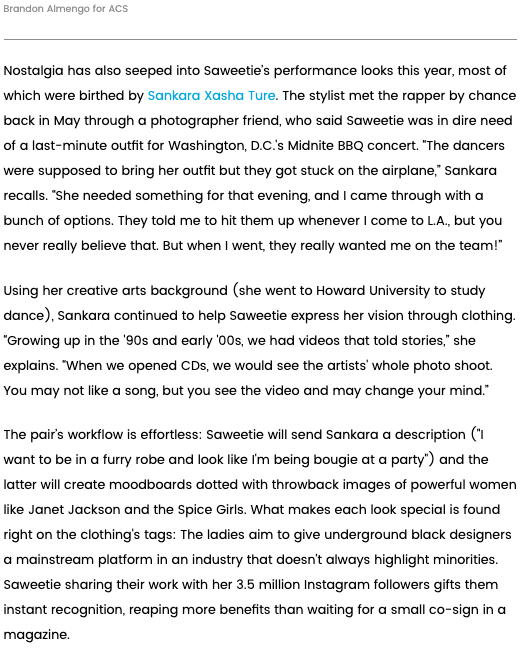 Brandon Almengo for ACS
Nostalgia has also seeped into Saweetie's performance looks this year, most of
which were birthed by Sankara Xasha Ture. The stylist met the rapper by chance
back in May through a photographer friend, who said Saweetie was in dire need
of a last-minute outfit for Washington, D.C.'s Midnite BBQ concert. "The dancers
were supposed to bring her outfit but they got stuck on the airplane," Sankara
recalls. "She needed something for that evening, and I came through with a
bunch of options. They told me to hit them up whenever I come to L.A., but you
never really believe that. But when I went, they really wanted me on the team!"
Using her creative arts background (she went to Howard University to study
dance), Sankara continued to help Saweetie express her vision through clothing.
"Growing up in the '90s and early '00s, we had videos that told stories," she
explains. "When we opened CDs, we would see the artists' whole photo shoot.
You may not like a song, but you see the video and may change your mind."
The pair's workflow is effortless: Saweetie will send Sankara a description ("I
want to be in a furry robe and look like I'm being bougie at a party") and the
latter will create moodboards dotted with throwback images of powerful women
like Janet Jackson and the Spice Girls. What makes each look special is found
right on the clothing's tags: The ladies aim to give underground black designers
a mainstream platform in an industry that doesn't always highlight minorities.
Saweetie sharing their work with her 3.5 million Instagram followers gifts them
instant recognition, reaping more benefits than waiting for a small co-sign in a
magazine.